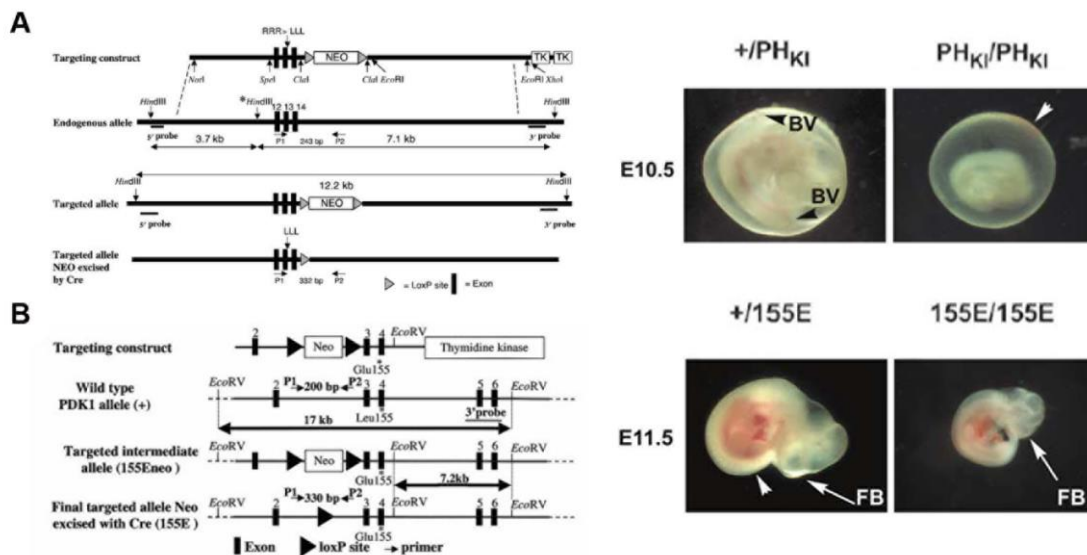 A
RRR> LLL
Targeting construct
NEO
TK
TK
NotI
SpeI
ClaI
ClaI
EcoRI
EcoRI
XhoI
HindIII
*HindIII
12 13 14
HindIII
Endogenous allele
5' probe
P1
243 bp
P2
3' probe
3.7 kb
7.1 kb
12.2 kb
HindIII
HindIII
Targeted allele
NEO
5' probe
3' probe
LLL
Targeted allele
NEO excised
by Cre
P1
332 bp
P2
= LoxP site
= Exon
B
2
3
4
EcoRV
Targeting construct
Neo
Thymidine kinase
Glu155
Wild type
PDK1 allele (+)
EcoRV
2
P1
200 bp
P2
3
4
5
6
EcoRV
Leu155
3'probe
17 kb
Targeted intermediate
allele (155Eneo )
EcoRV
2
Neo
3
4
EcoRV
5
6
EcoRV
Glu155
7.2kb
Final targeted allele Neo
excised with Cre (155E )
EcoRV
2
P1
330 bp
P2
3
4
EcoRV
5
6
EcoRV
Glu155
Exon
loxP site
primer
+/PHKI
PHKI/PHKI
E10.5
BV
BV
+/155E
155E/155E
E11.5
FB
FB